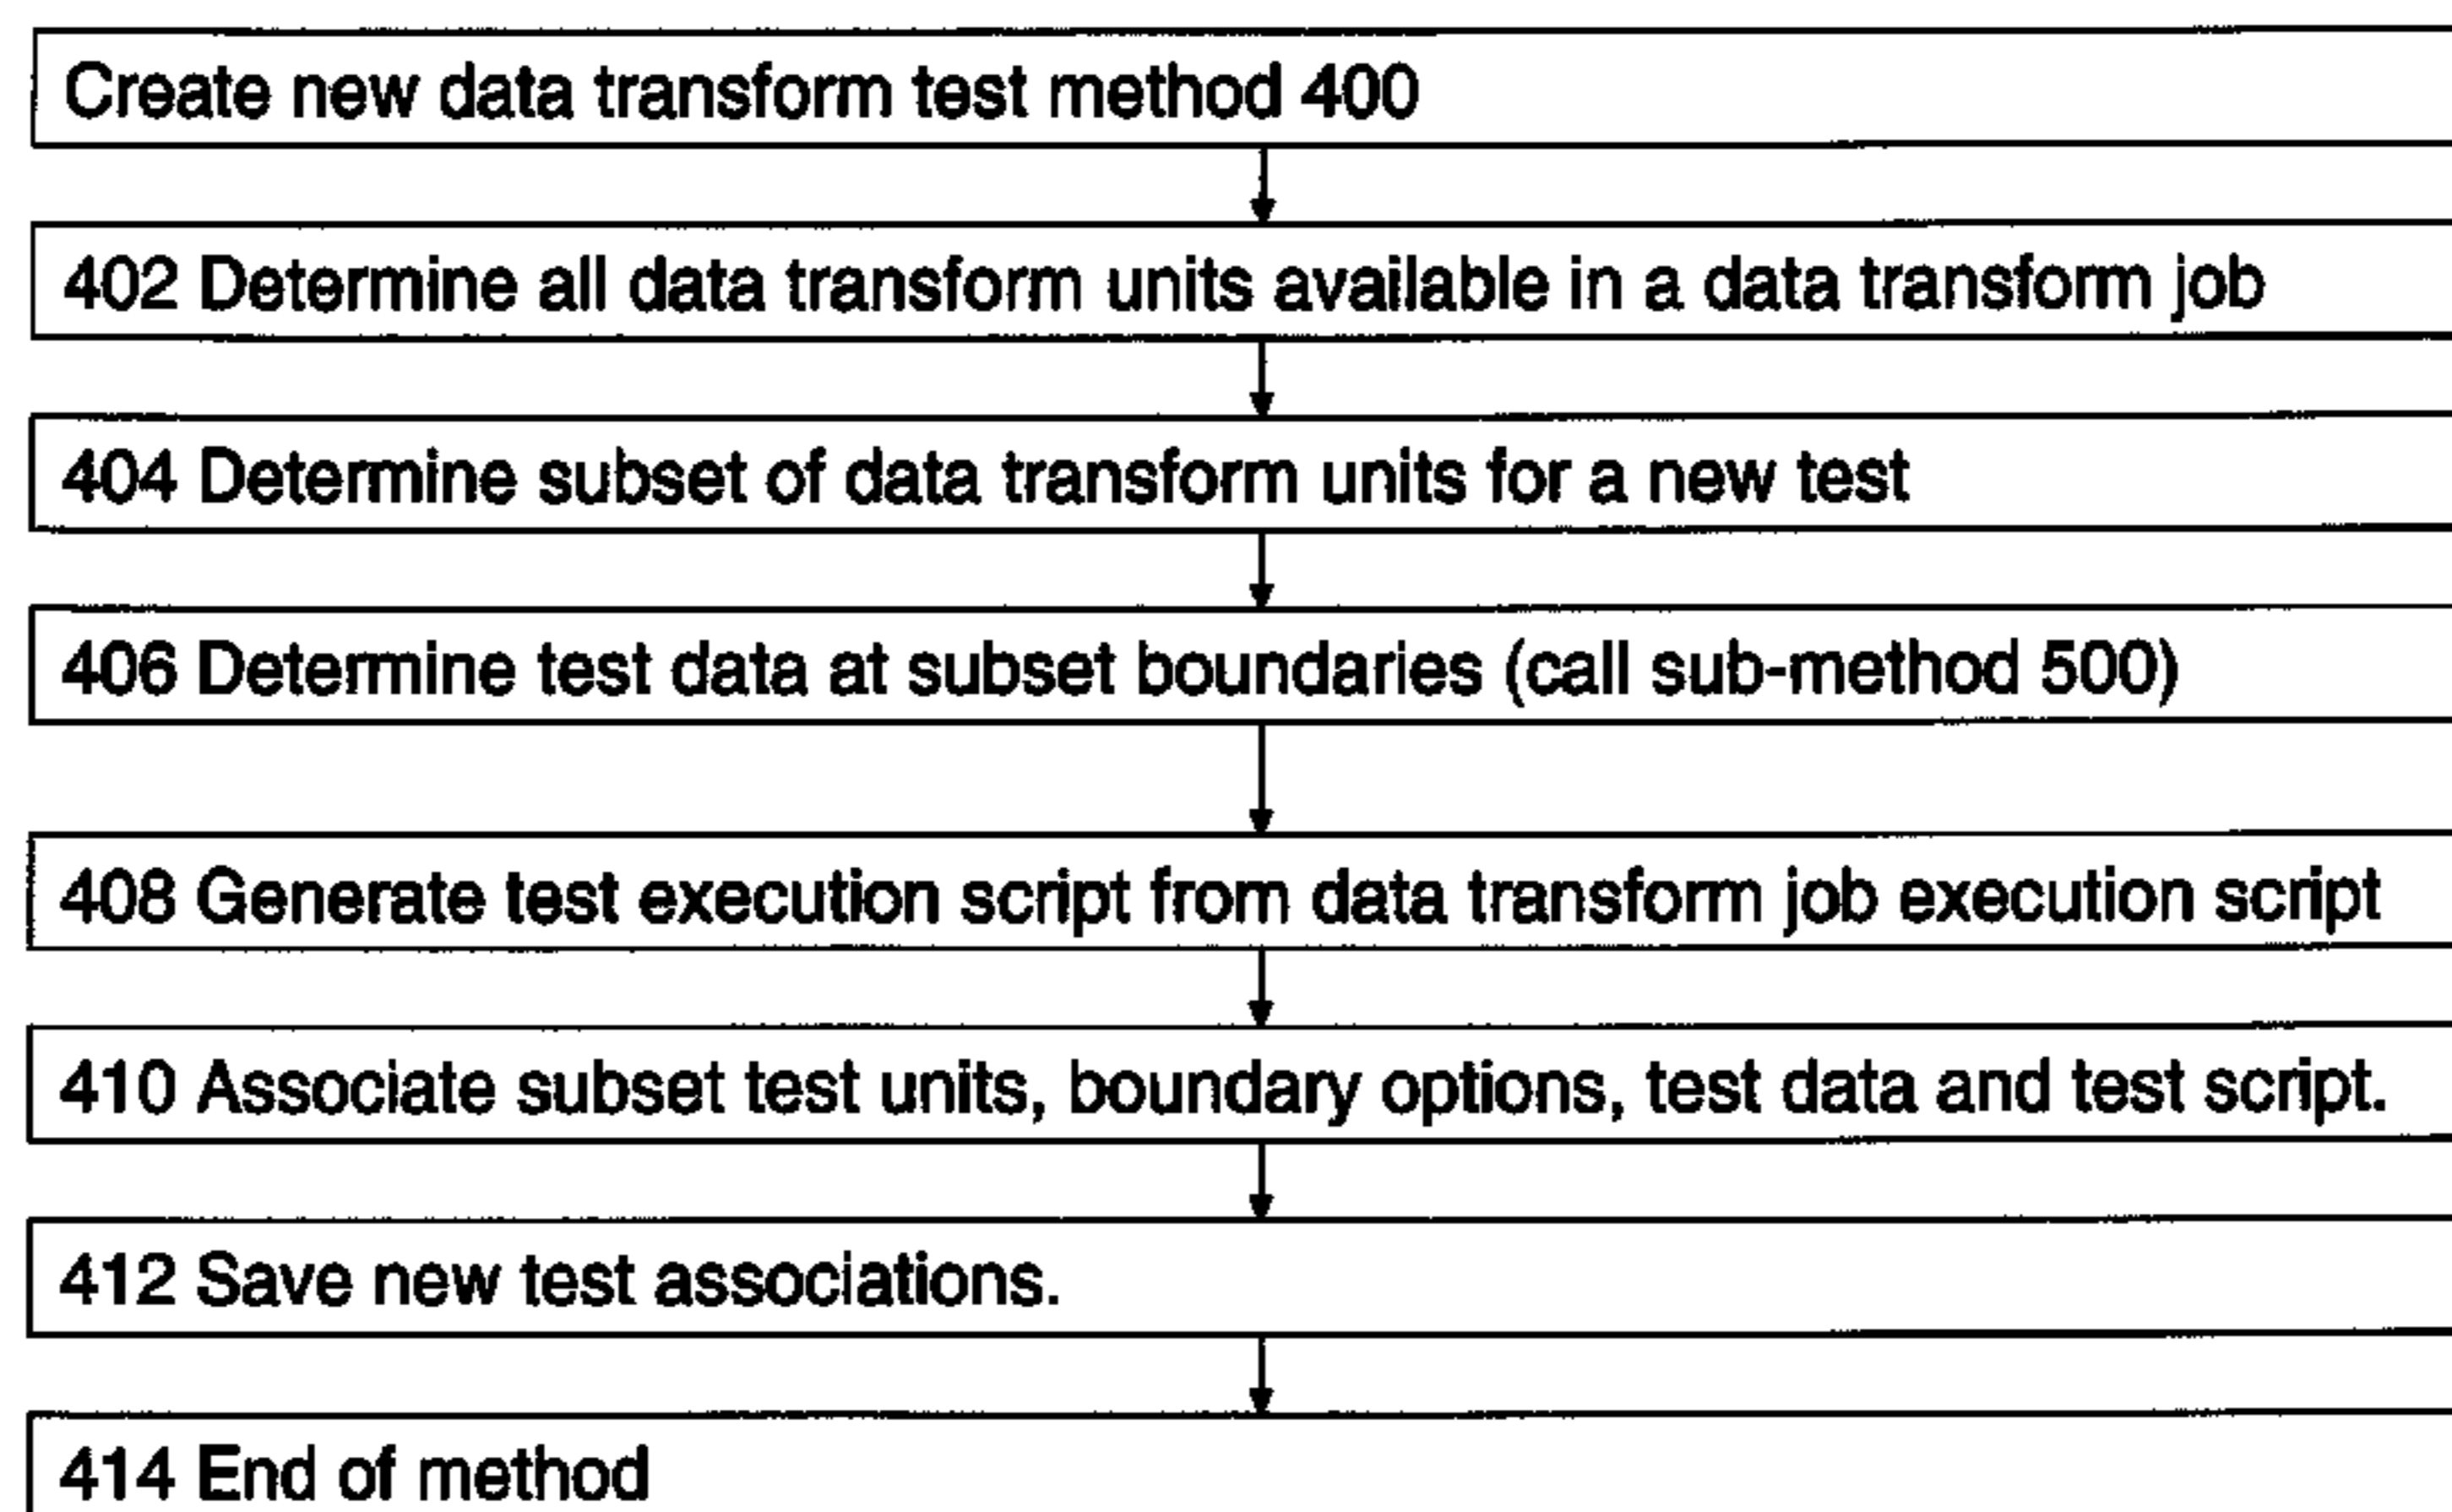 Create new data transform test method 400
402 Determine all data transform units available in a data transform job
404 Determine subset of data transform units for a new test
406 Determine test data at subset boundaries (call sub-method 500)
408 Generate test execution script from data transform job execution script
410 Associate subset test units, boundary options, test data and test script.
412 Save new test associations.
414 End of method